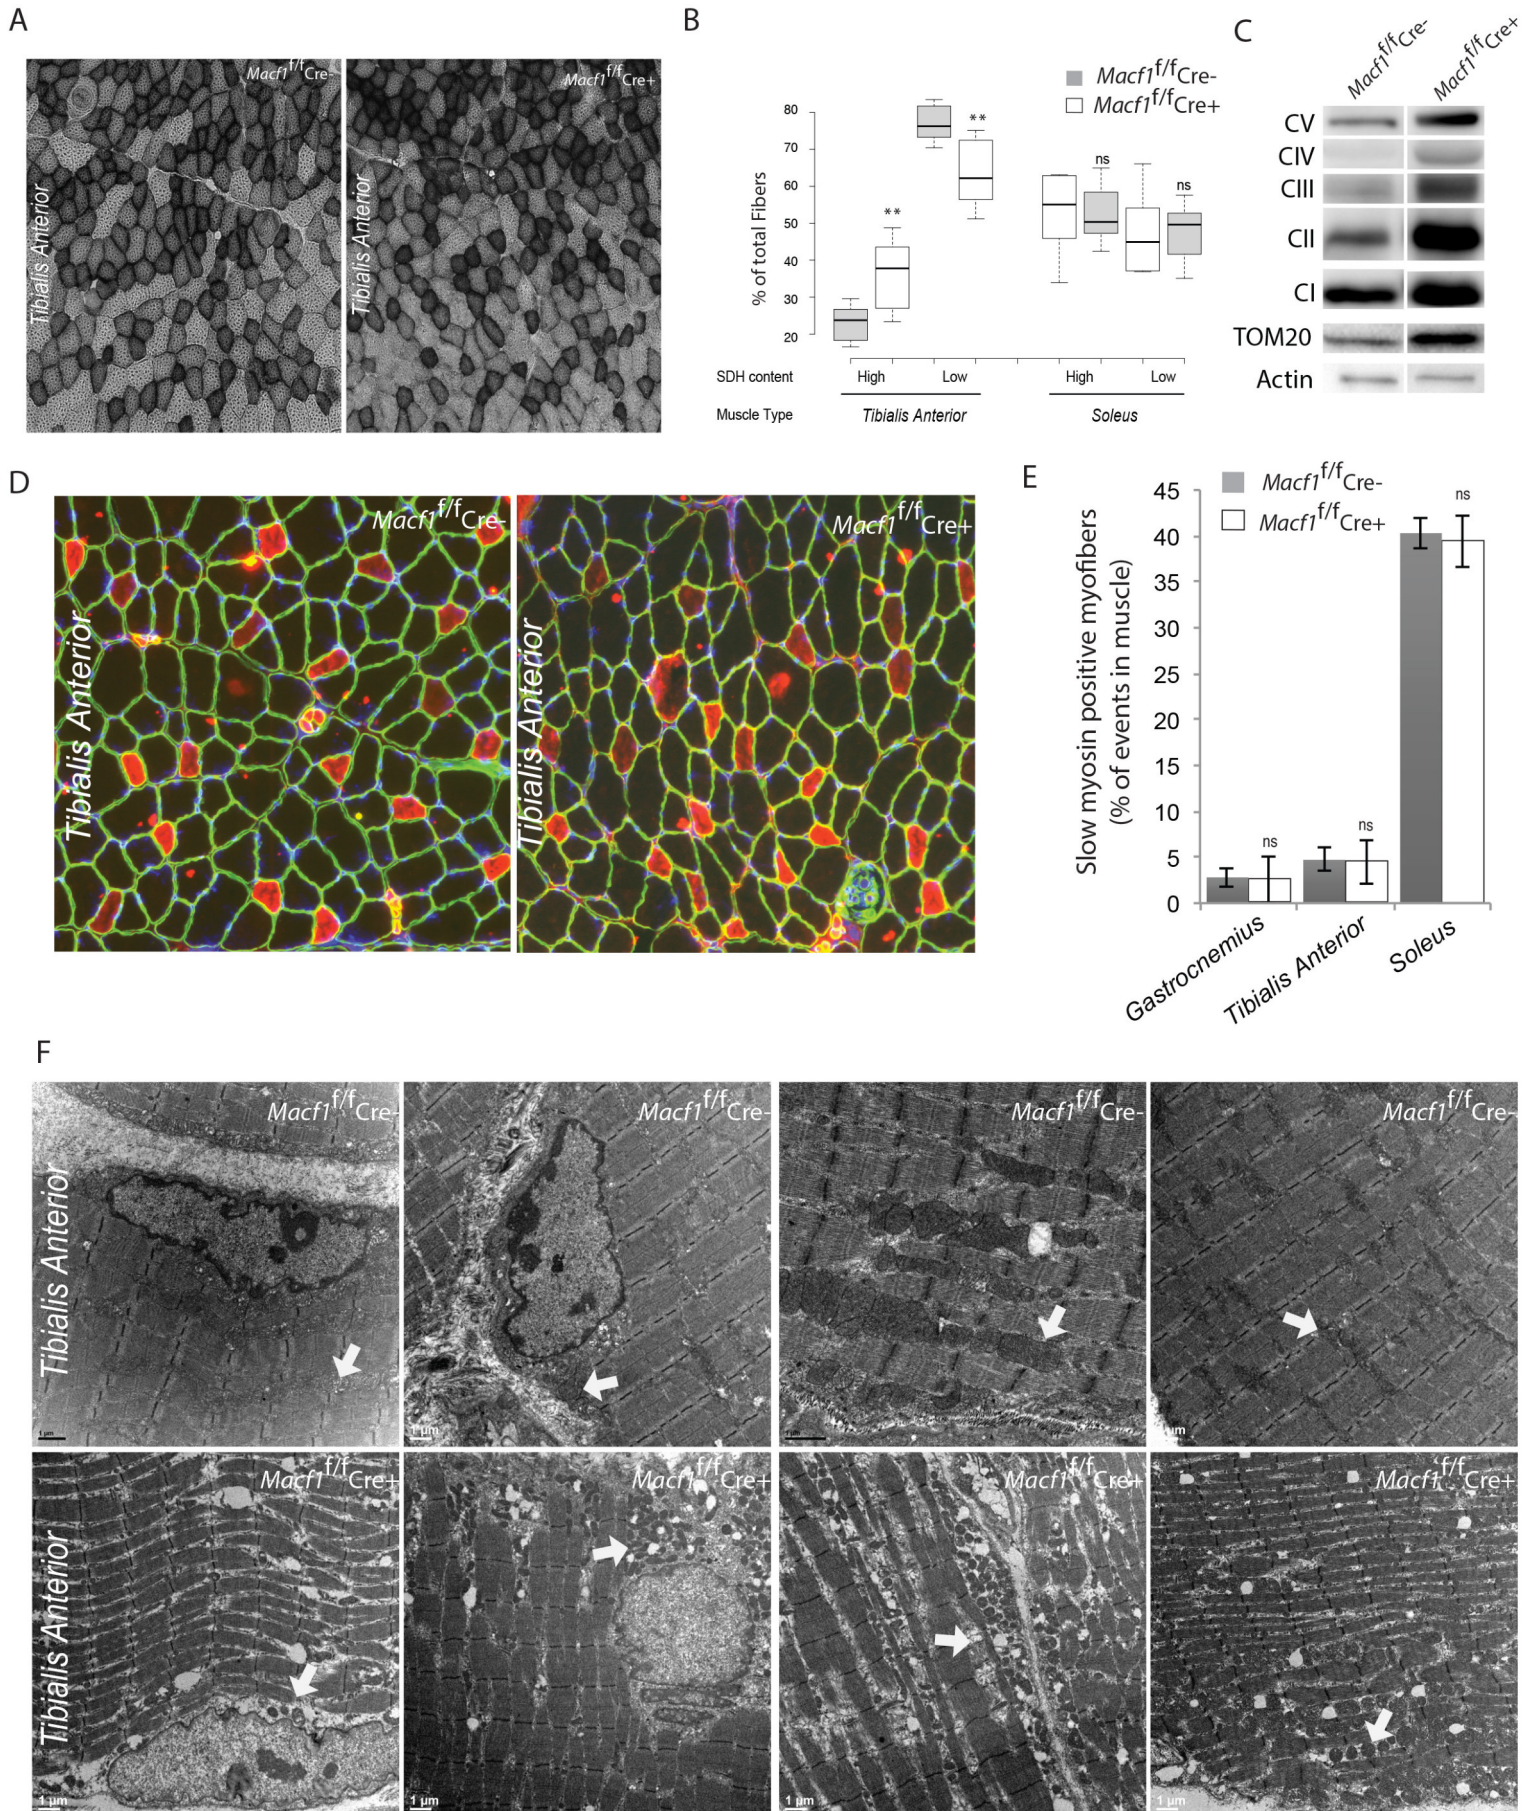 A
Macf1f/fCre-
Macf1f/fCre+
Tibialis Anterior
Tibialis Anterior
B
Macf1f/fCre-
Macf1f/fCre+
% of total Fibers
80
70
60
50
40
30
20
**
**
ns
ns
SDH content
High
Low
High
Low
Muscle Type
Tibialis Anterior
Soleus
C
Macf1f/fCre-
Macf1f/fCre+
CV
CIV
CIII
CII
CI
TOM20
Actin
D
Macf1f/fCre-
Macf1f/fCre+
Tibialis Anterior
Tibialis Anterior
E
Macf1f/fCre-
Macf1f/fCre+
Slow myosin positive myofibers
(% of events in muscle)
45
40
35
30
25
20
15
10
5
0
ns
ns
ns
Gastrocnemius
Tibialis Anterior
Soleus
F
Macf1f/fCre-
Macf1f/fCre-
Macf1f/fCre-
Macf1f/fCre-
Tibialis Anterior
1 µm
1 µm
1 µm
µm
Macf1f/fCre+
Macf1f/fCre+
Macf1f/fCre+
Macf1f/fCre+
Tibialis Anterior
1 µm
1 µm
1 µm
1 µm